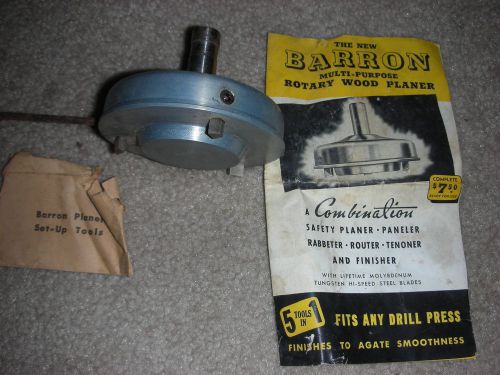 THE NEW
BARRON
MULTI-PURPOSE
ROTARY WOOD PLANER
COMPLETE
$7.90
A Combination
SAFETY PLANER · PANELER
RABBETER · ROUTER · TENONER
AND FINISHER
WITH LIFETIME MOLYBDENUM
TUNGSTEN HI-SPEED STEEL BLADES
5 TOOLS IN 1
FITS ANY DRILL PRESS
FINISHES TO AGATE SMOOTHNESS
Barron Planer
Set-Up Tools